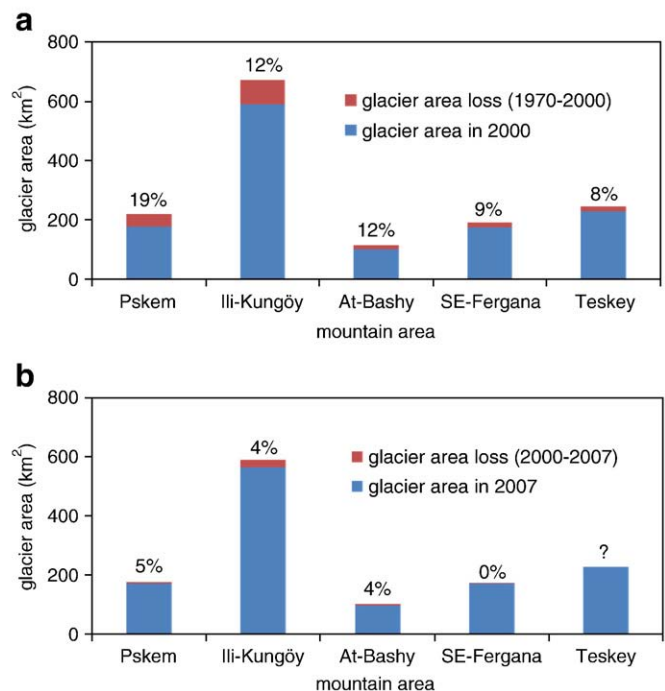 a
800
600
400
200
0
glacier area (km²)
19%
12%
12%
9%
8%
glacier area loss (1970-2000)
glacier area in 2000
Pskem Ili-Kungöy At-Bashy SE-Fergana Teskey
mountain area
b
800
600
400
200
0
glacier area (km²)
5%
4%
4%
0%
?
glacier area loss (2000-2007)
glacier area in 2007
Pskem Ili-Kungöy At-Bashy SE-Fergana Teskey
mountain area